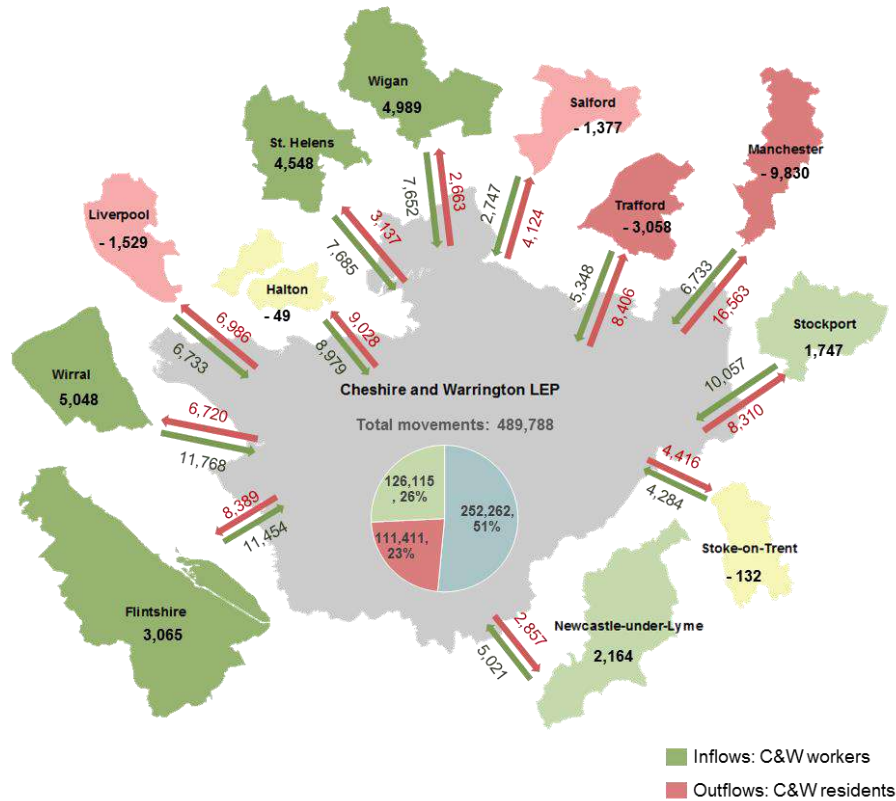 Wigan
4,989
Salford
- 1,377
Manchester
- 9,830
St. Helens
4,548
Trafford
- 3,058
Liverpool
- 1,529
Halton
- 49
Stockport
1,747
Wirral
5,048
Flintshire
3,065
Stoke-on-Trent
- 132
Newcastle-under-Lyme
2,164
7,652
2,663
2,747
4,124
3,137
7,685
5,348
8,406
6,733
16,563
6,986
6,733
9,028
8,979
10,057
8,310
6,720
11,768
4,416
4,284
8,389
11,454
2,857
5,021
Cheshire and Warrington LEP
Total movements: 489,788
126,115
, 26%
252,262,
51%
111,411,
23%
Inflows: C&W workers
Outflows: C&W residents